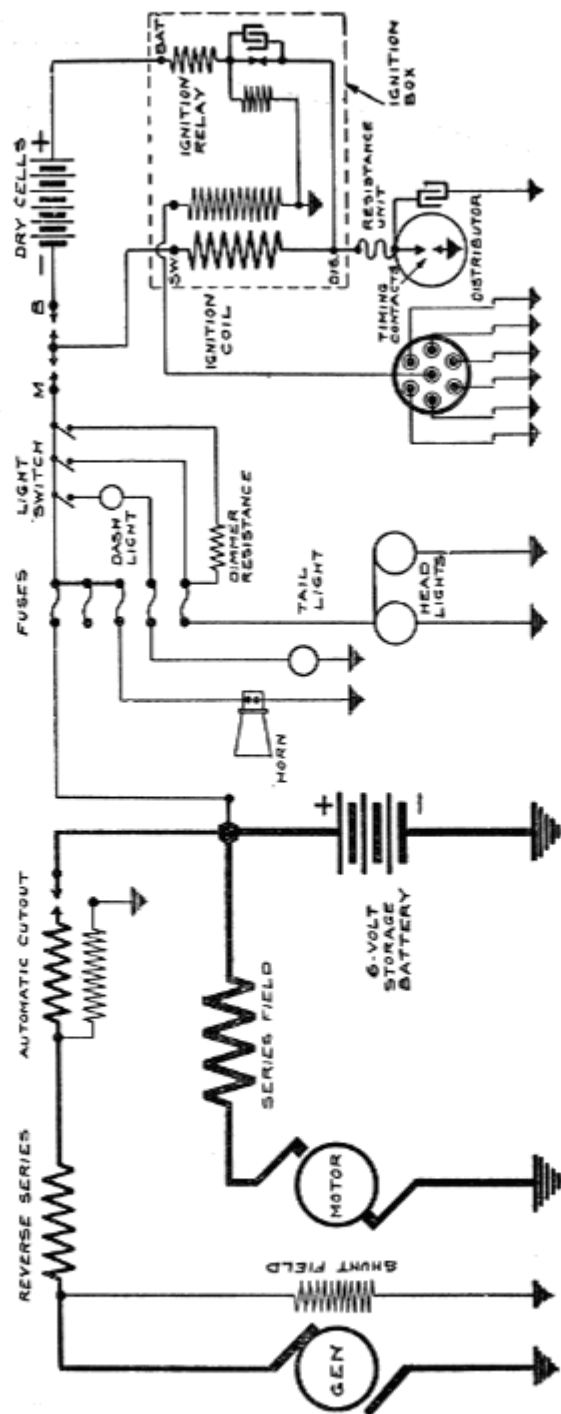 REVERSE SERIES
AUTOMATIC CUTOUT
FUSES
LIGHT
SWITCH
M
B
− DRY CELLS +
BAT
IGNITION
RELAY
IGNITION
BOX
SW
IGNITION
COIL
DIS.
RESISTANCE
UNIT
TIMING
CONTACTS
DISTRIBUTOR
DASH
LIGHT
DIMMER
RESISTANCE
TAIL
LIGHT
HEAD
LIGHTS
HORN
+
−
6-VOLT
STORAGE
BATTERY
SERIES FIELD
MOTOR
SHUNT FIELD
GEN